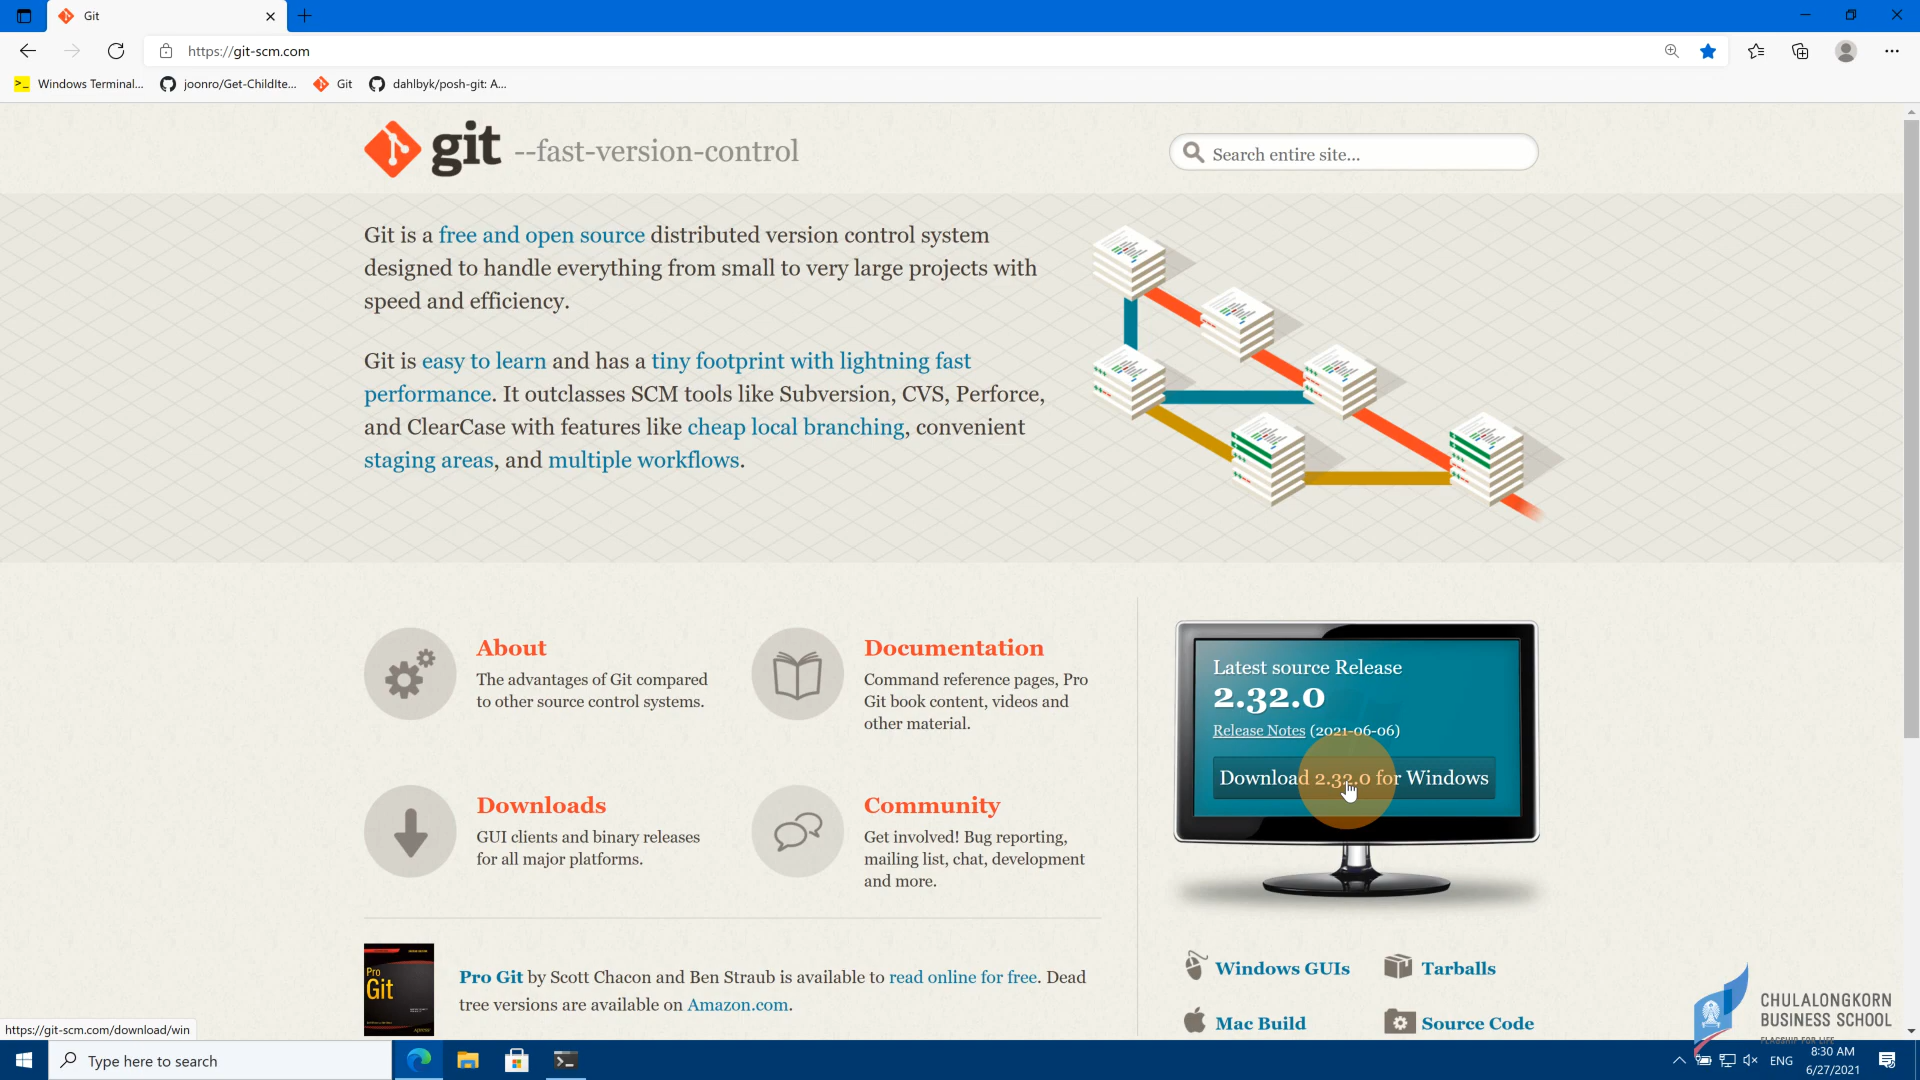 Git
https://git-scm.com
Windows Terminal...
joonro/Get-ChildIte...
Git
dahlbyk/posh-git: A...
git --fast-version-control
Search entire site...
Git is a free and open source distributed version control system
designed to handle everything from small to very large projects with
speed and efficiency.
Git is easy to learn and has a tiny footprint with lightning fast
performance. It outclasses SCM tools like Subversion, CVS, Perforce,
and ClearCase with features like cheap local branching, convenient
staging areas, and multiple workflows.
About
The advantages of Git compared
to other source control systems.
Documentation
Command reference pages, Pro
Git book content, videos and
other material.
Downloads
GUI clients and binary releases
for all major platforms.
Community
Get involved! Bug reporting,
mailing list, chat, development
and more.
Latest source Release
2.32.0
Release Notes (2021-06-06)
Download 2.32.0 for Windows
Pro
Git
Pro Git by Scott Chacon and Ben Straub is available to read online for free. Dead
tree versions are available on Amazon.com.
Windows GUIs
Tarballs
Mac Build
Source Code
CHULALONGKORN
BUSINESS SCHOOL
FLAGSHIP FOR LIFE
https://git-scm.com/download/win
Type here to search
ENG
8:30 AM
6/27/2021